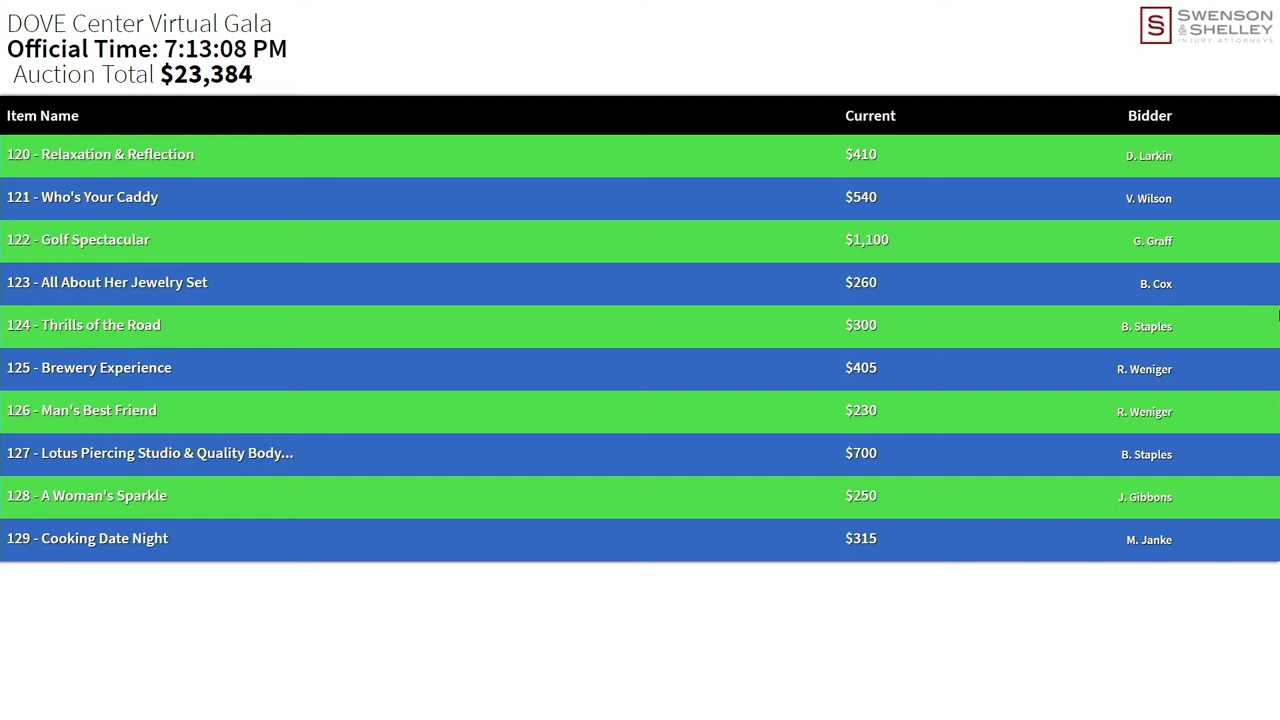 DOVE Center Virtual Gala
Official Time: 7:13:08 PM
Auction Total $23,384
SWENSON
& SHELLEY
INJURY ATTORNEYS
S
Item Name Current Bidder
120 - Relaxation & Reflection $410 D. Larkin
121 - Who's Your Caddy $540 V. Wilson
122 - Golf Spectacular $1,100 G. Graff
123 - All About Her Jewelry Set $260 B. Cox
124 - Thrills of the Road $300 B. Staples
125 - Brewery Experience $405 R. Weniger
126 - Man's Best Friend $230 R. Weniger
127 - Lotus Piercing Studio & Quality Body... $700 B. Staples
128 - A Woman's Sparkle $250 J. Gibbons
129 - Cooking Date Night $315 M. Janke